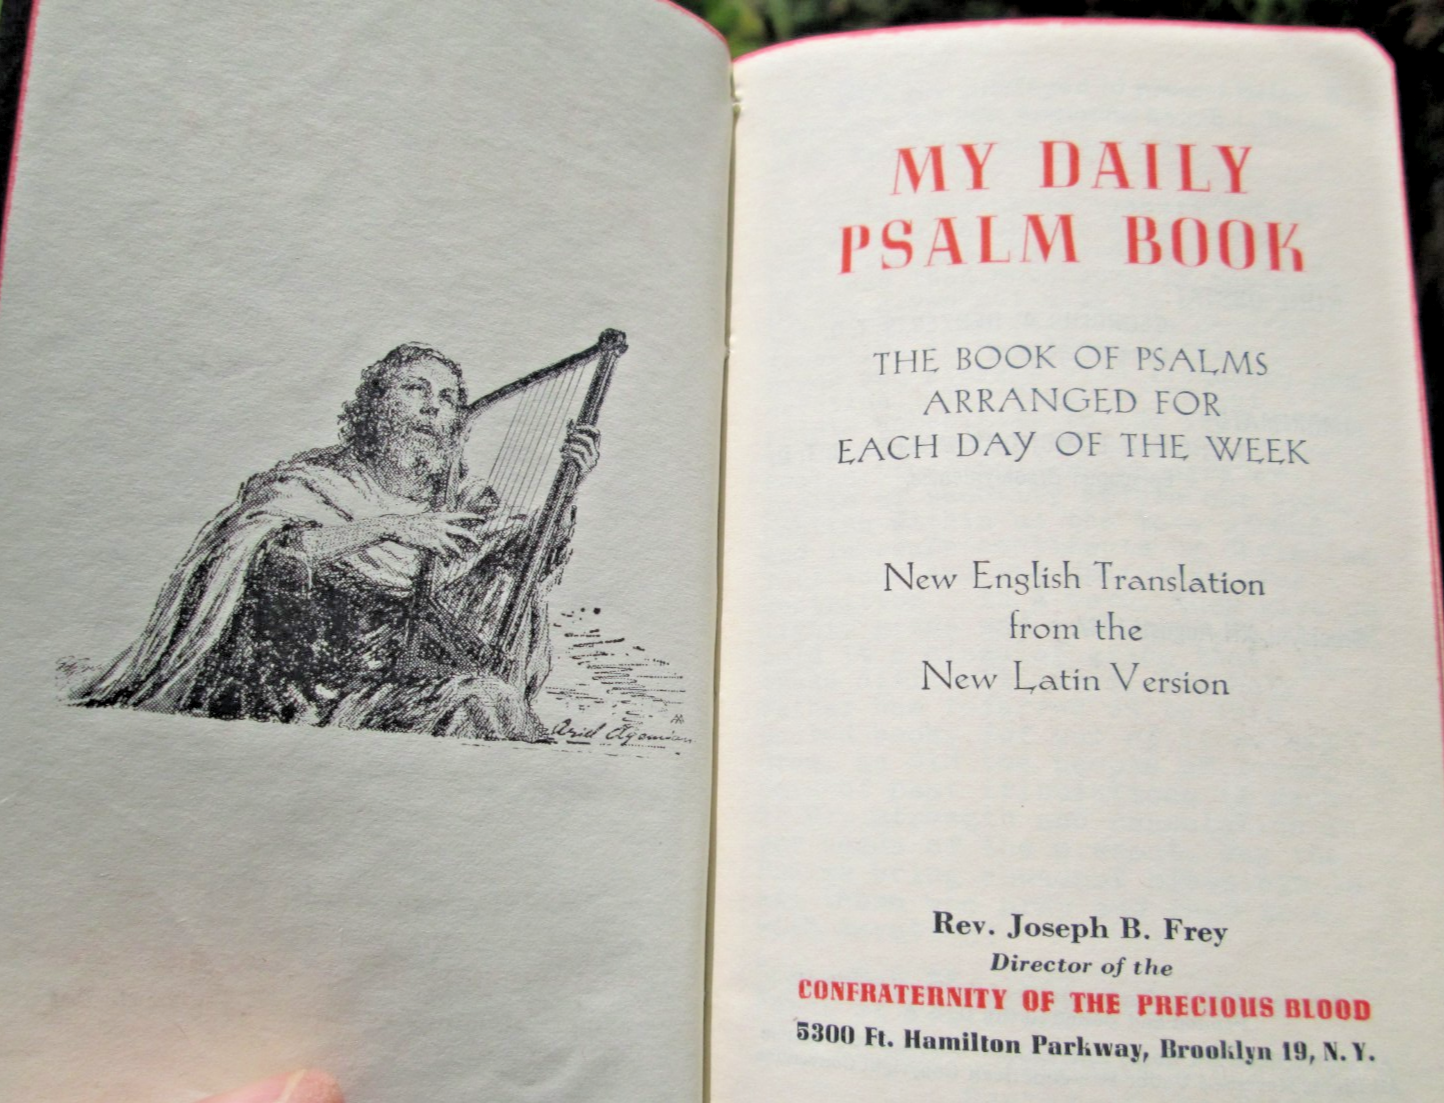 Ariel Agemian
MY DAILY
PSALM BOOK
THE BOOK OF PSALMS
ARRANGED FOR
EACH DAY OF THE WEEK
New English Translation
from the
New Latin Version
Rev. Joseph B. Frey
Director of the
CONFRATERNITY OF THE PRECIOUS BLOOD
5300 Ft. Hamilton Parkway, Brooklyn 19, N. Y.